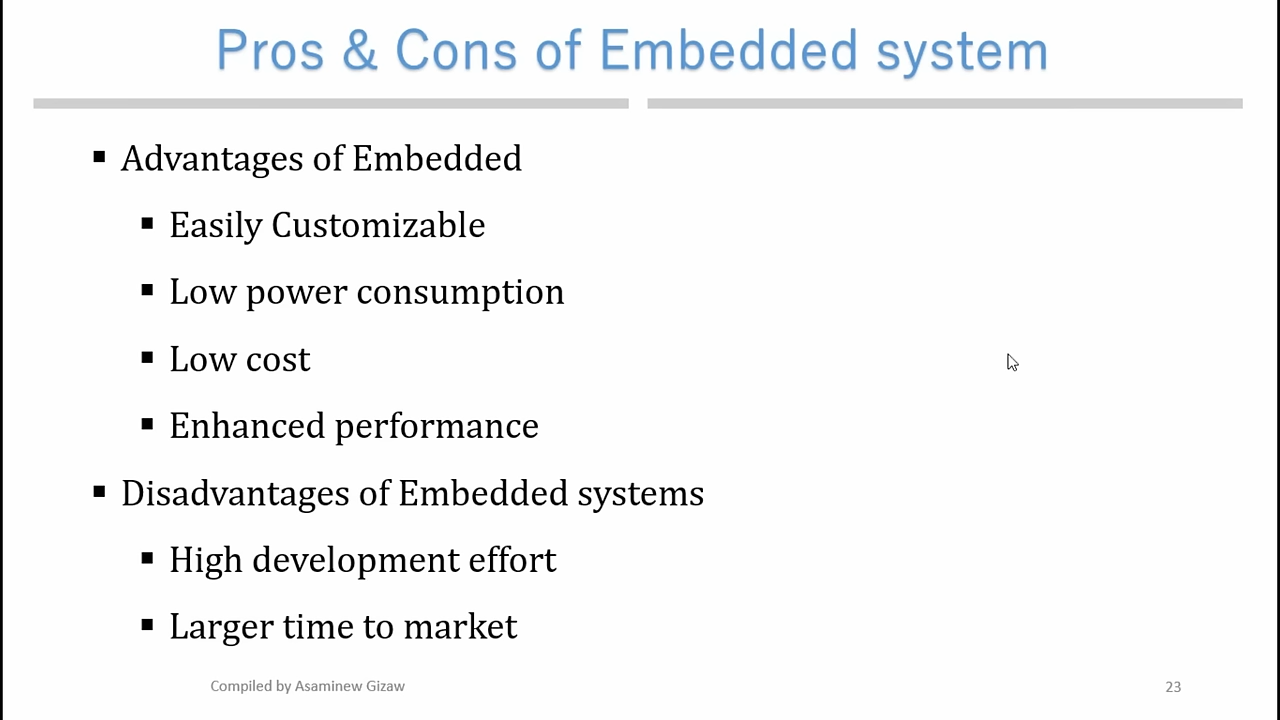 Pros & Cons of Embedded system
▪ Advantages of Embedded
▪ Easily Customizable
▪ Low power consumption
▪ Low cost
▪ Enhanced performance
▪ Disadvantages of Embedded systems
▪ High development effort
▪ Larger time to market
Compiled by Asaminew Gizaw
23